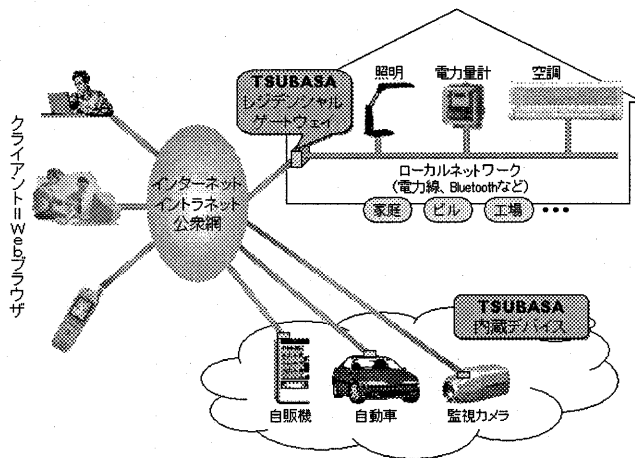 クライアント=Webブラウザ
インターネット
イントラネット
公衆網
TSUBASA
レジデンシャル
ゲートウェイ
照明
電力量計
空調
ローカルネットワーク
(電力線、Bluetoothなど)
家庭
ビル
工場
•••
TSUBASA
内蔵デバイス
自販機
自動車
監視カメラ